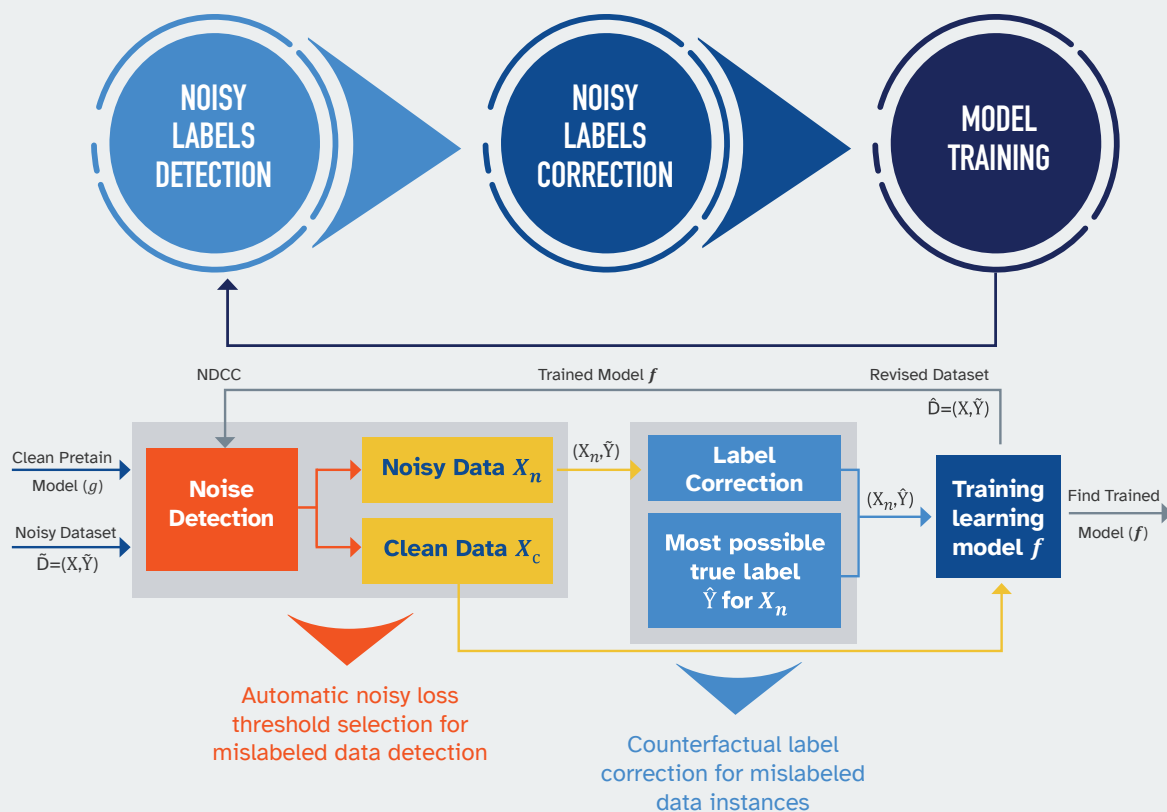 NOISY
LABELS
DETECTION
NOISY
LABELS
CORRECTION
MODEL
TRAINING
NDCC
Trained Model f
Revised Dataset
D̂=(X,Ỹ)
Clean Pretain
Model (g)
Noisy Dataset
D̃=(X,Ỹ)
Noise
Detection
Noisy Data Xₙ
Clean Data X_c
(Xₙ,Ỹ)
Label
Correction
Most possible
true label
Ŷ for Xₙ
(Xₙ,Ŷ)
Training
learning
model f
Find Trained
Model (f)
Automatic noisy loss
threshold selection for
mislabeled data detection
Counterfactual label
correction for mislabeled
data instances